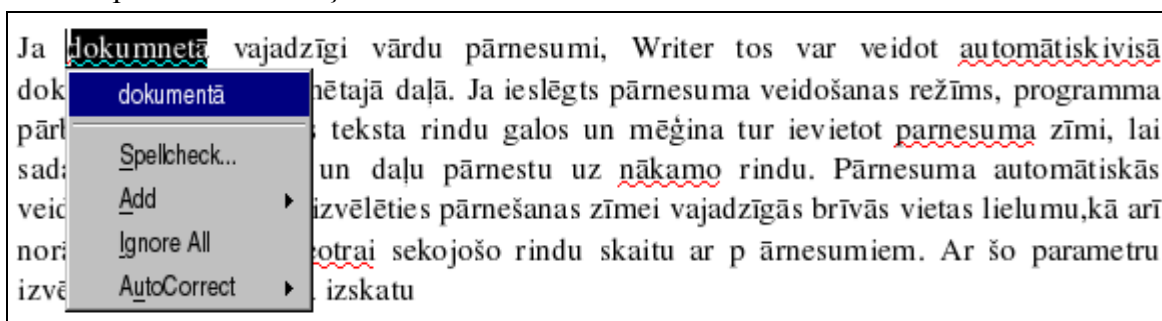 Ja dokumnetā vajadzīgi vārdu pārnesumi, Writer tos var veidot automātiskivisā
dok mētajā daļā. Ja ieslēgts pārnesuma veidošanas režīms, programma
pārb s teksta rindu galos un mēģina tur ievietot parnesuma zīmi, lai
sada un daļu pārnestu uz nākamo rindu. Pārnesuma automātiskās
veid izvēlēties pārnešanas zīmei vajadzīgās brīvās vietas lielumu,kā arī
norā eotrai sekojošo rindu skaitu ar p ārnesumiem. Ar šo parametru
izvē izskatu
dokumentā
Spellcheck...
Add
Ignore All
AutoCorrect